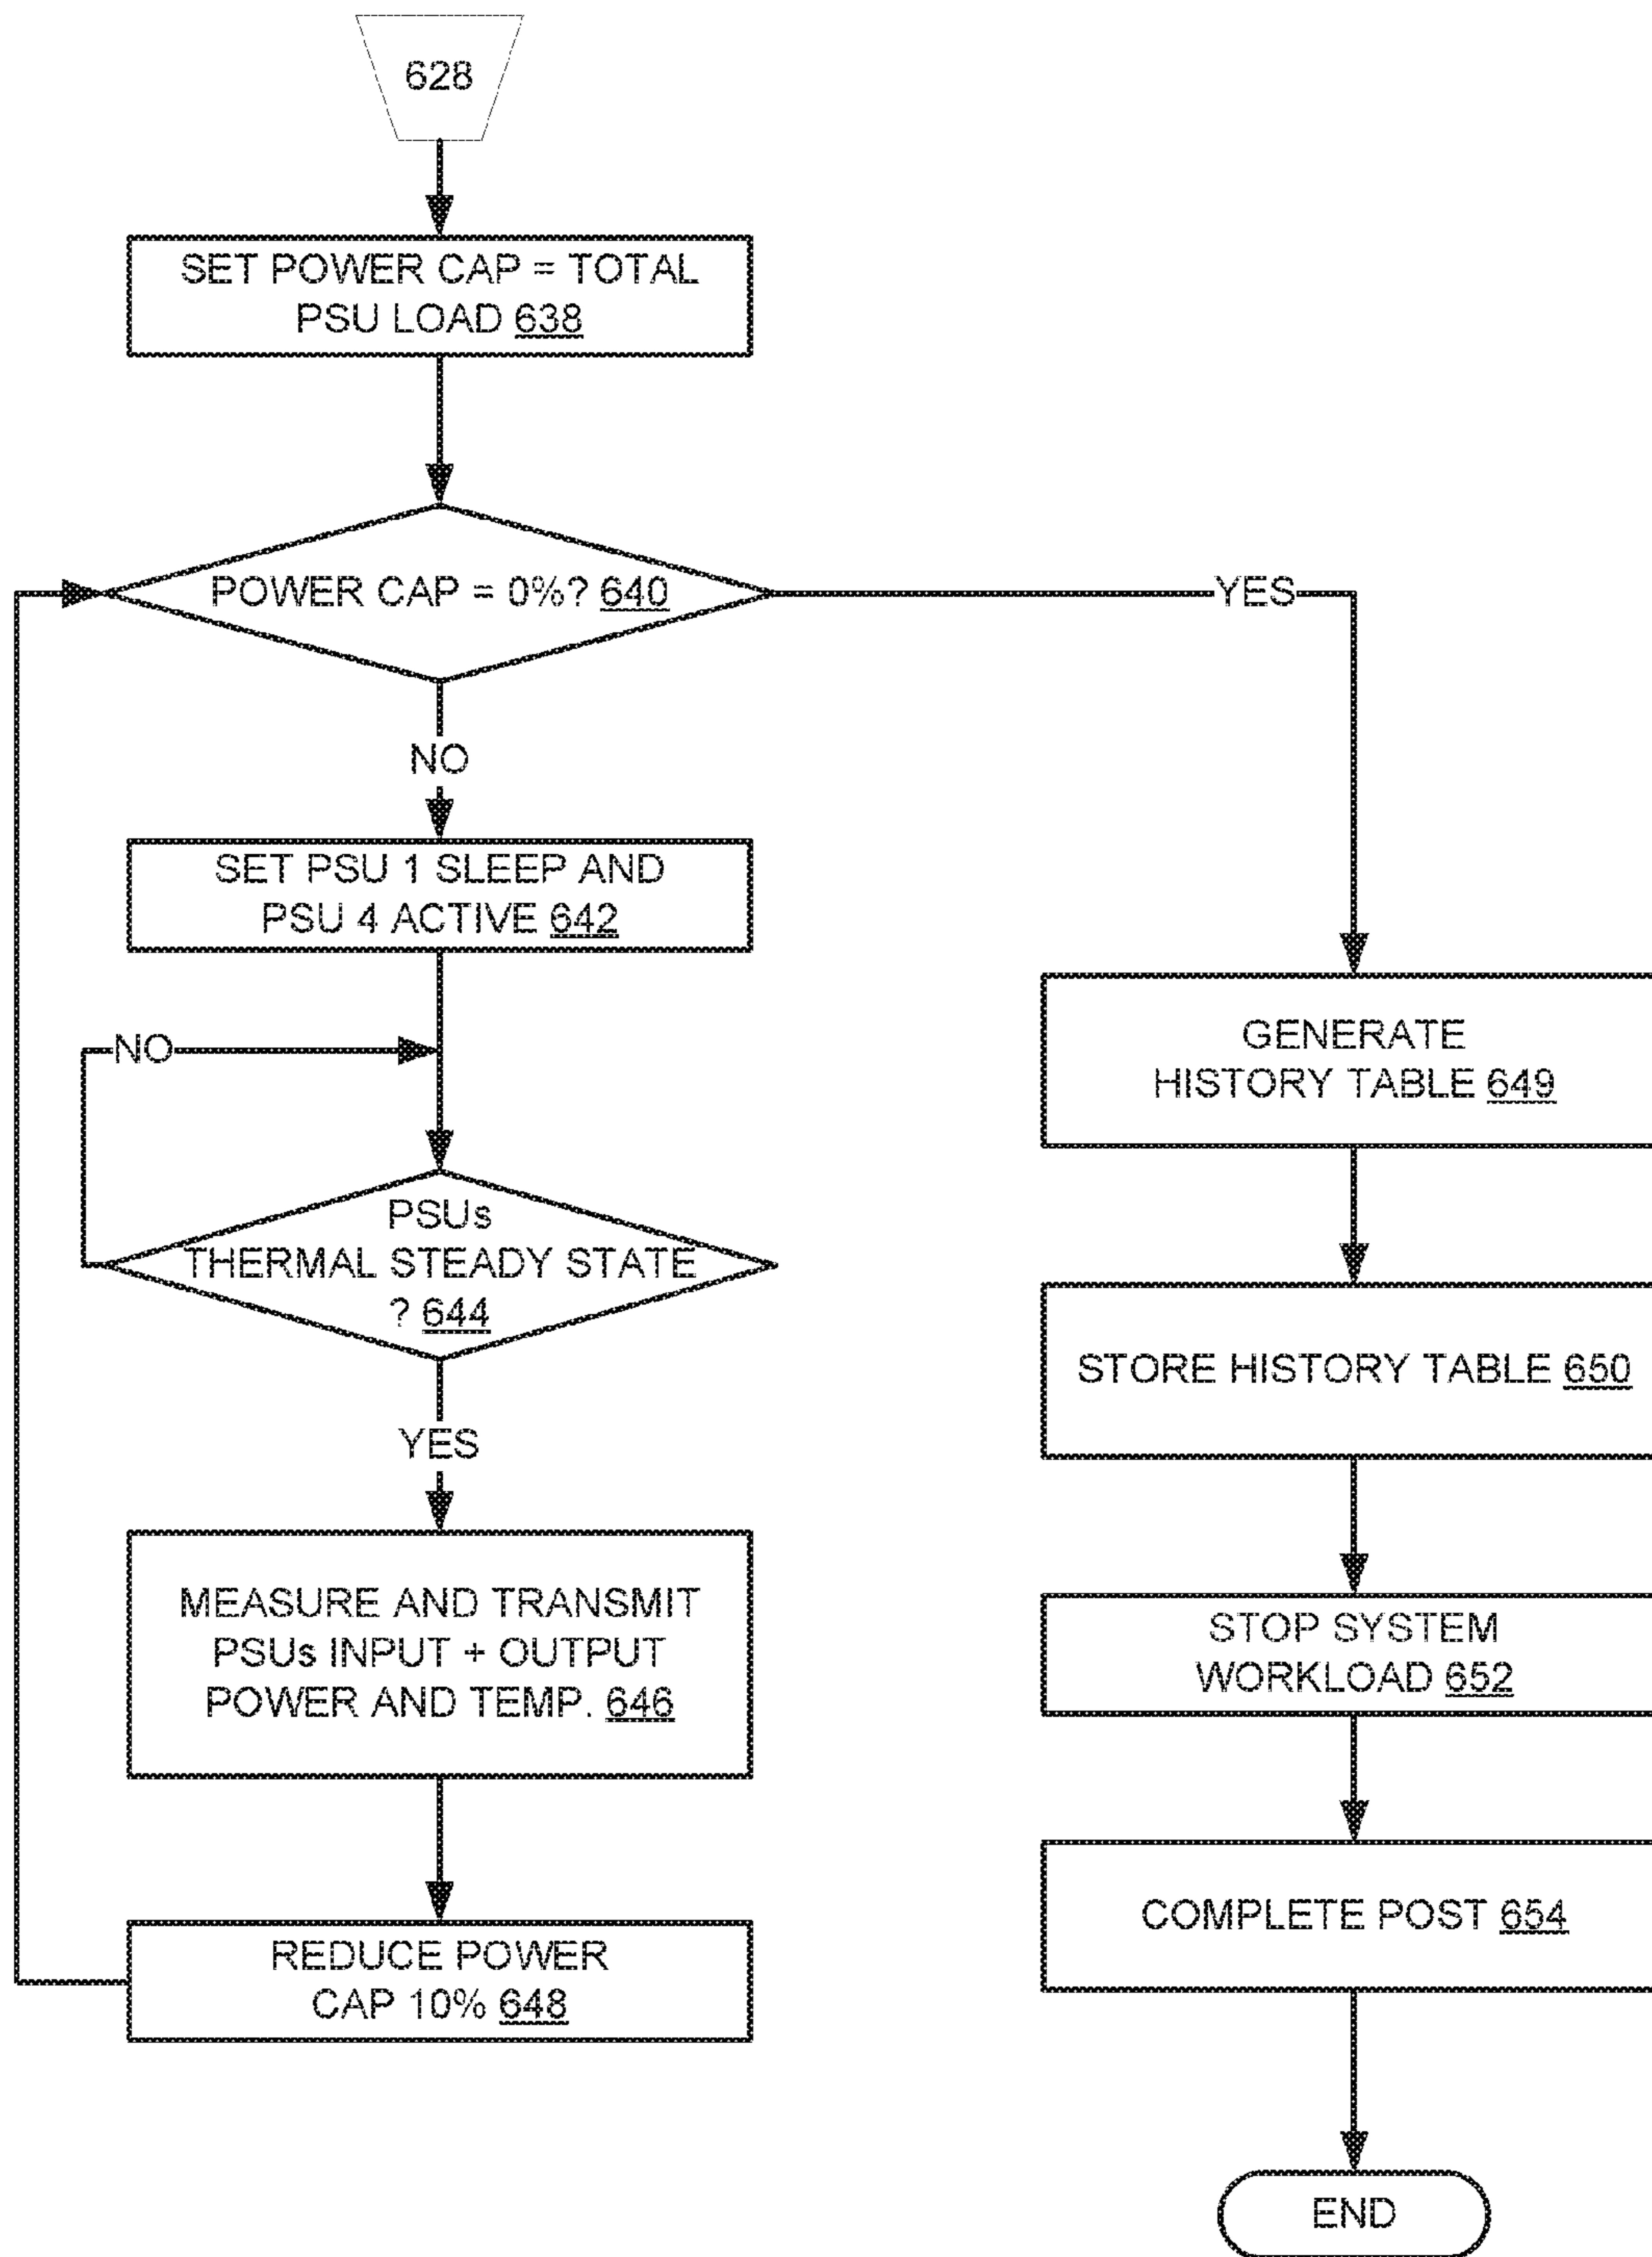 628
SET POWER CAP = TOTAL
PSU LOAD 638
POWER CAP = 0%? 640
YES
NO
SET PSU 1 SLEEP AND
PSU 4 ACTIVE 642
NO
PSUs
THERMAL STEADY STATE
? 644
YES
MEASURE AND TRANSMIT
PSUs INPUT + OUTPUT
POWER AND TEMP. 646
REDUCE POWER
CAP 10% 648
GENERATE
HISTORY TABLE 649
STORE HISTORY TABLE 650
STOP SYSTEM
WORKLOAD 652
COMPLETE POST 654
END